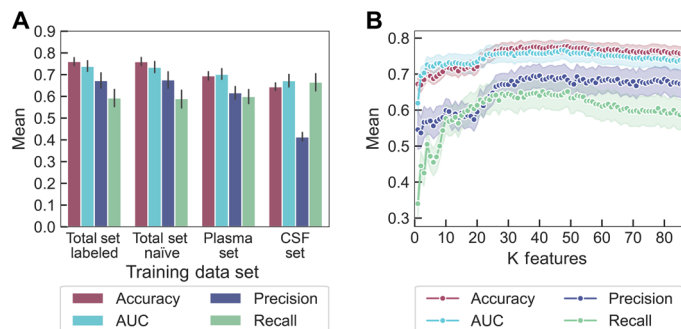 A
0.9
0.8
0.7
0.6
0.5
0.4
0.3
0.2
0.1
0.0
Mean
Total set labeled
Total set naïve
Plasma set
CSF set
Training data set
Accuracy
Precision
AUC
Recall
B
0.8
0.7
0.6
0.5
0.4
0.3
Mean
0 10 20 30 40 50 60 70 80
K features
Accuracy
Precision
AUC
Recall